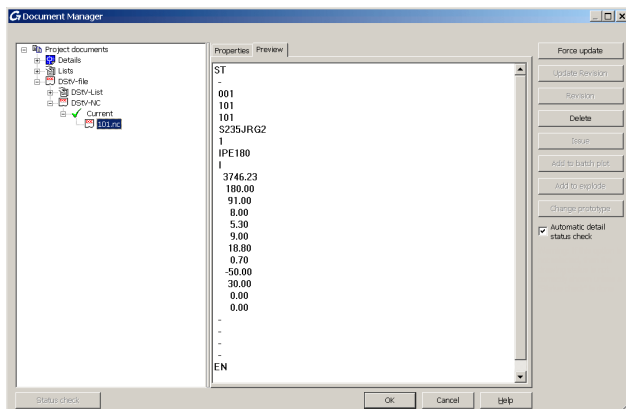 Document Manager
Project documents
Details
Lists
DStV-file
DStV-List
DStV-NC
Current
101.nc
Properties
Preview
ST
-
001
101
101
S235JRG2
1
IPE180
I
3746.23
180.00
91.00
8.00
5.30
9.00
18.80
0.70
-50.00
30.00
0.00
0.00
-
-
-
-
EN
Force update
Update Revision
Revision
Delete
Issue
Add to batch plot
Add to explode
Change prototype
Automatic detail
status check
Status check
OK
Cancel
Help